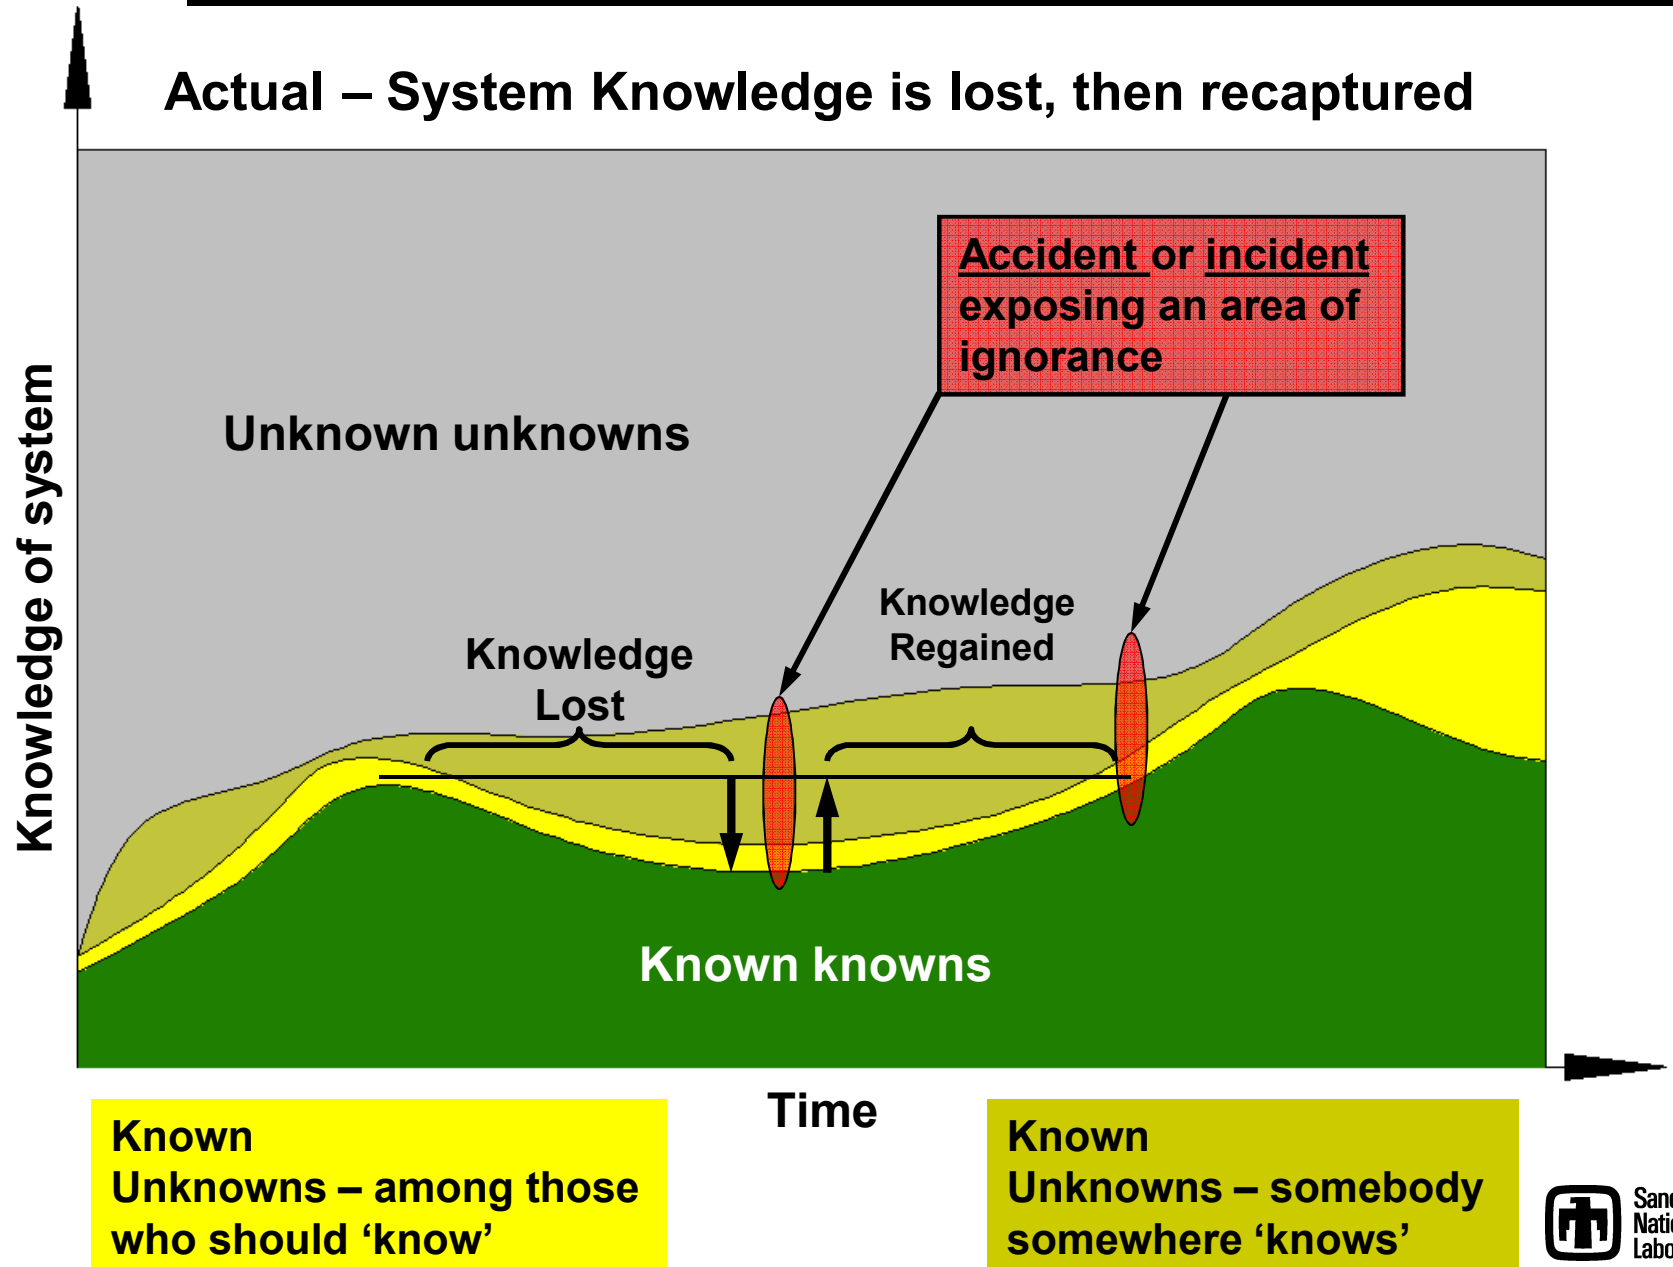 Actual – System Knowledge is lost, then recaptured
Accident or incident
exposing an area of
ignorance
Unknown unknowns
Knowledge of system
Knowledge
Regained
Knowledge
Lost
Known knowns
Time
Known
Unknowns – among those
who should ‘know’
Known
Unknowns – somebody
somewhere ‘knows’